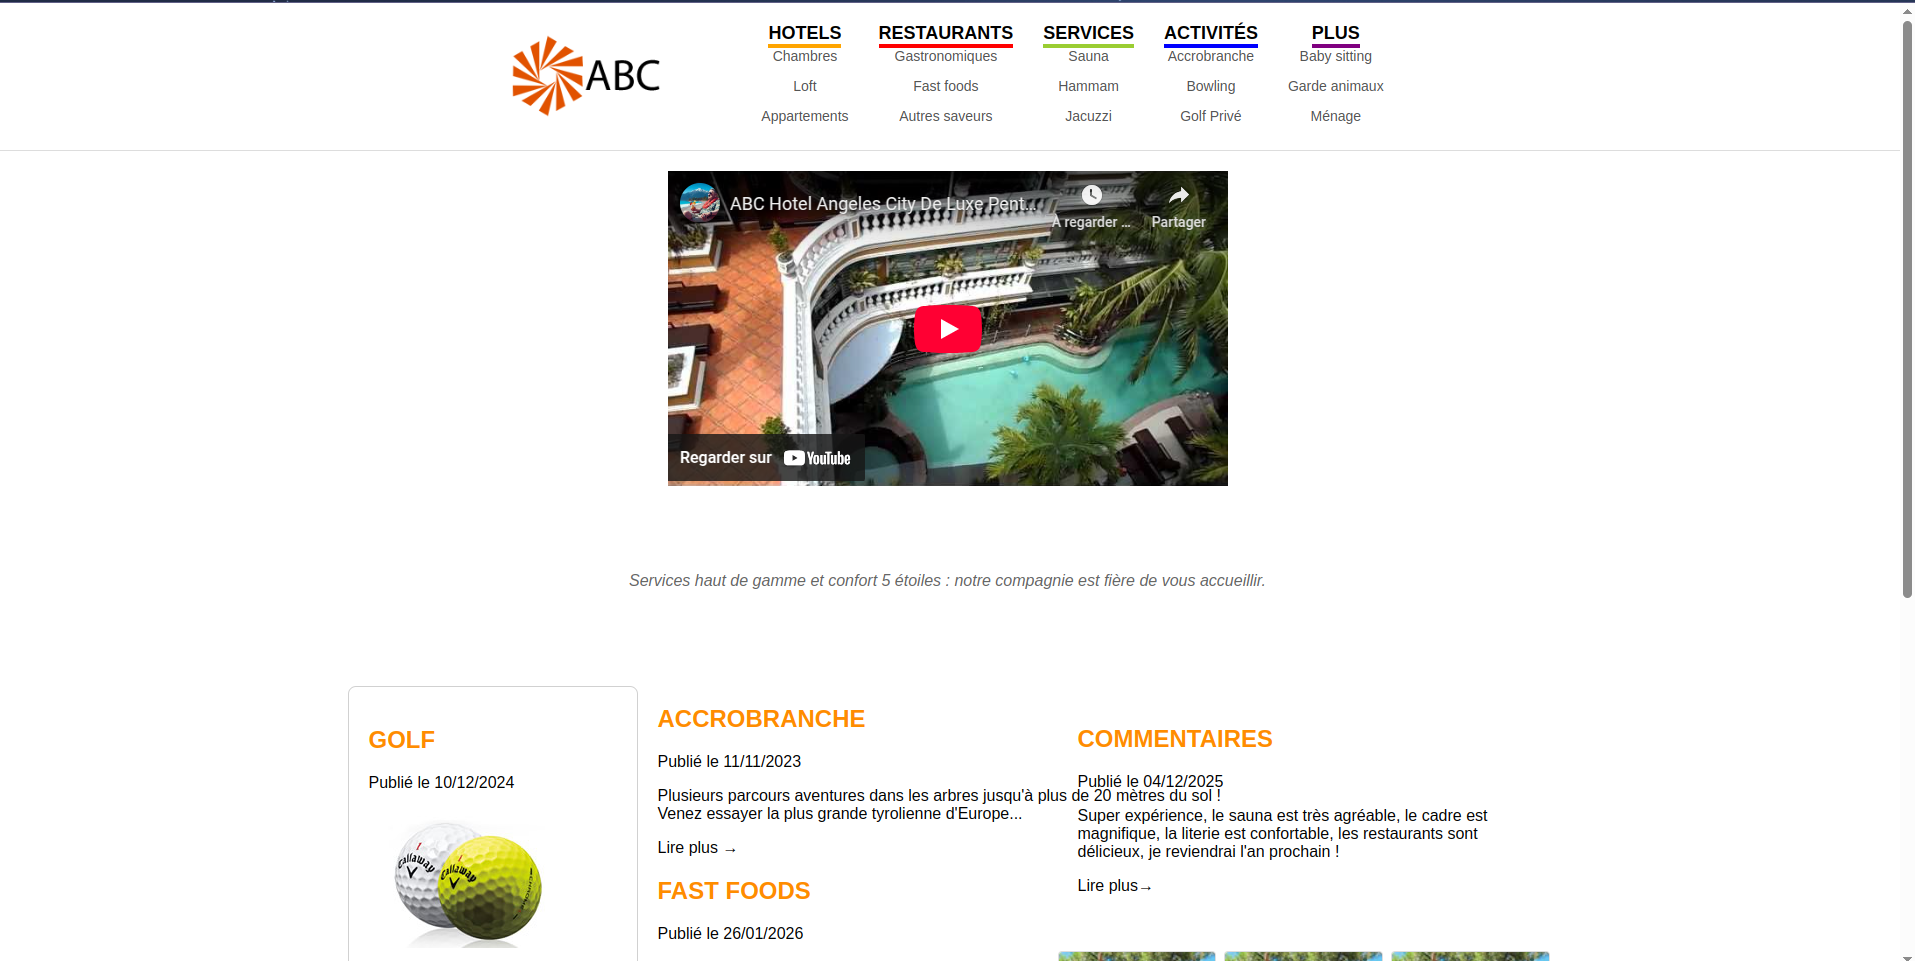 ABC
HOTELS
Chambres
Loft
Appartements
RESTAURANTS
Gastronomiques
Fast foods
Autres saveurs
SERVICES
Sauna
Hammam
Jacuzzi
ACTIVITÉS
Accrobranche
Bowling
Golf Privé
PLUS
Baby sitting
Garde animaux
Ménage
ABC Hotel Angeles City De Luxe Pent...
À regarder ...
Partager
Regarder sur YouTube
Services haut de gamme et confort 5 étoiles : notre compagnie est fière de vous accueillir.
GOLF
Publié le 10/12/2024
Callaway
Callaway
ACCROBRANCHE
Publié le 11/11/2023
Plusieurs parcours aventures dans les arbres jusqu'à plus de 20 mètres du sol !
Venez essayer la plus grande tyrolienne d'Europe...
Lire plus →
FAST FOODS
Publié le 26/01/2026
COMMENTAIRES
Publié le 04/12/2025
Super expérience, le sauna est très agréable, le cadre est
magnifique, la literie est confortable, les restaurants sont
délicieux, je reviendrai l'an prochain !
Lire plus→